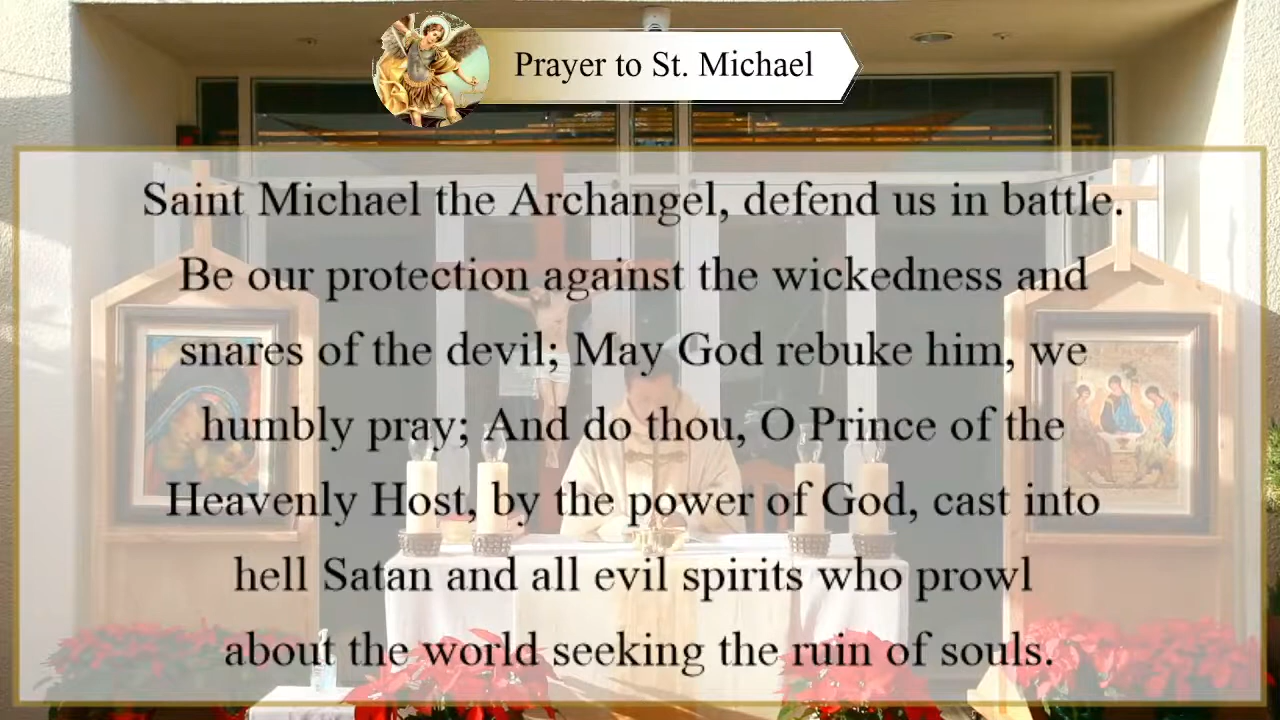 Prayer to St. Michael
Saint Michael the Archangel, defend us in battle.
Be our protection against the wickedness and
snares of the devil; May God rebuke him, we
humbly pray; And do thou, O Prince of the
Heavenly Host, by the power of God, cast into
hell Satan and all evil spirits who prowl
about the world seeking the ruin of souls.